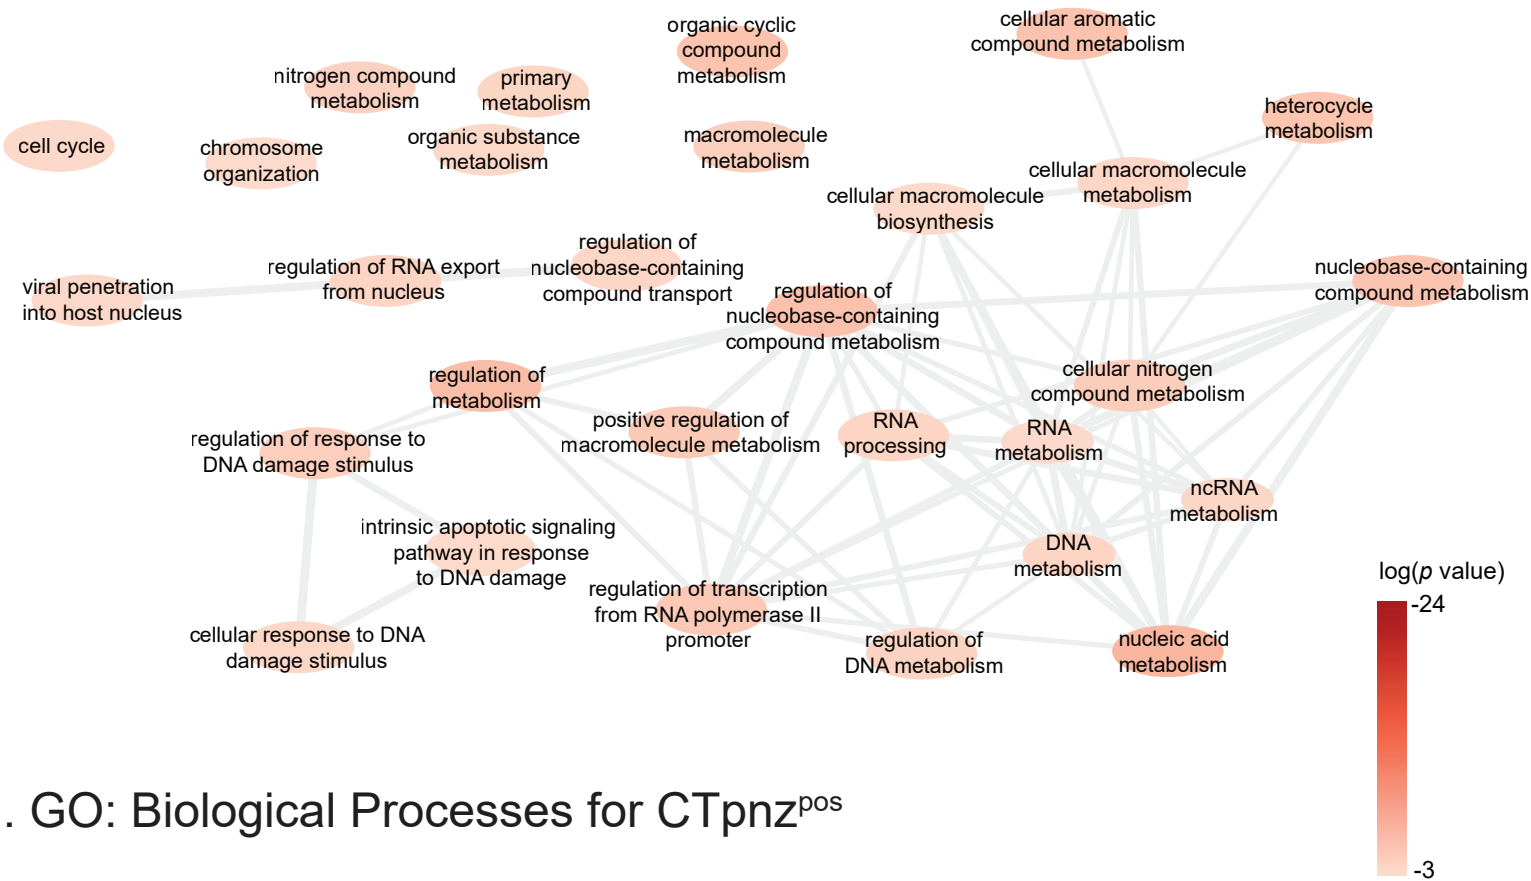 organic cyclic
compound
metabolism
cellular aromatic
compound metabolism
nitrogen compound
metabolism
primary
metabolism
heterocycle
metabolism
cell cycle
chromosome
organization
organic substance
metabolism
macromolecule
metabolism
cellular macromolecule
metabolism
cellular macromolecule
biosynthesis
viral penetration
into host nucleus
regulation of RNA export
from nucleus
regulation of
nucleobase-containing
compound transport
regulation of
nucleobase-containing
compound metabolism
nucleobase-containing
compound metabolism
regulation of
metabolism
cellular nitrogen
compound metabolism
regulation of response to
DNA damage stimulus
positive regulation of
macromolecule metabolism
RNA
processing
RNA
metabolism
ncRNA
metabolism
intrinsic apoptotic signaling
pathway in response
to DNA damage
DNA
metabolism
regulation of transcription
from RNA polymerase II
promoter
cellular response to DNA
damage stimulus
regulation of
DNA metabolism
nucleic acid
metabolism
log(p value)
-24
-3
. GO: Biological Processes for CTpnzpos